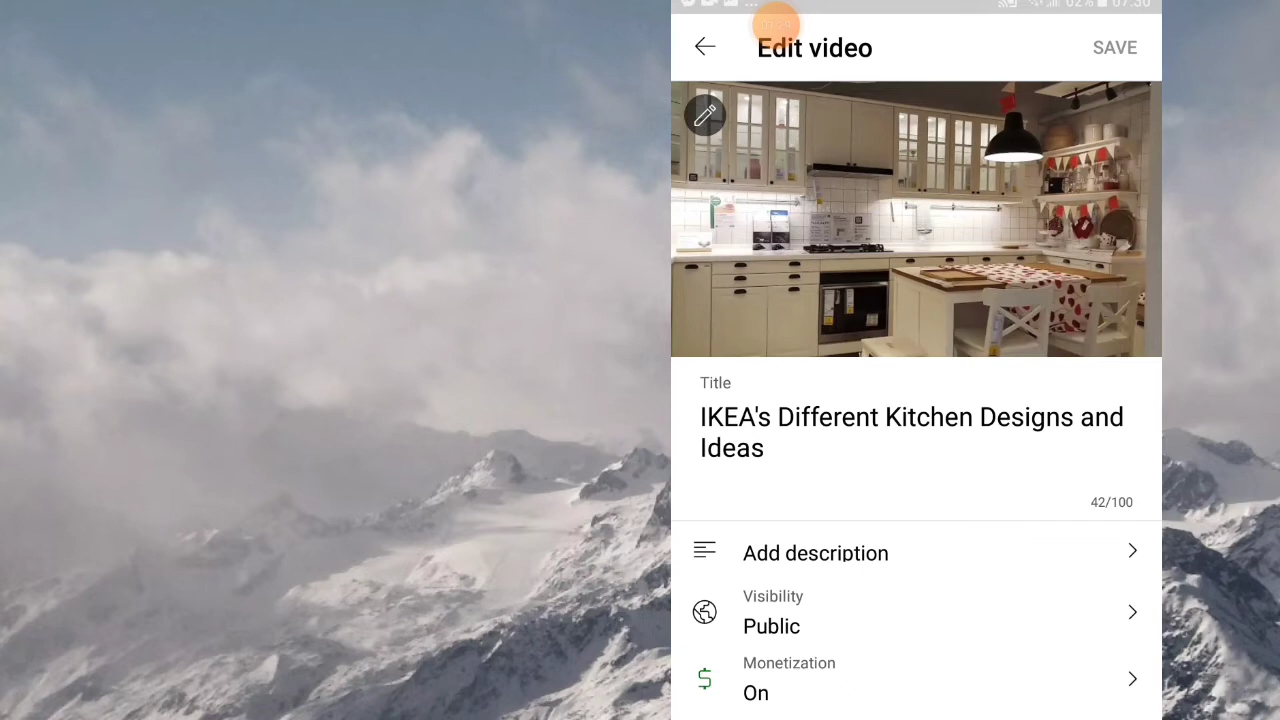 Edit video
SAVE
Title
IKEA's Different Kitchen Designs and
Ideas
42/100
Add description
Visibility
Public
Monetization
On